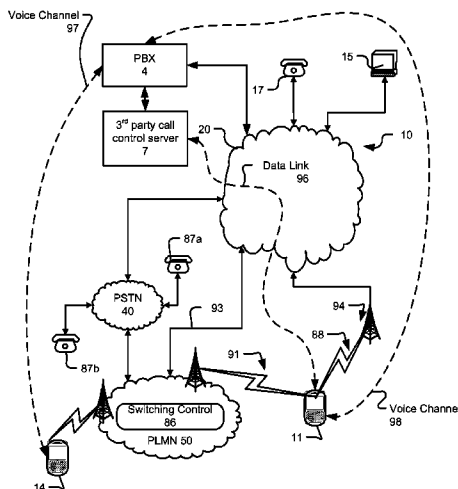 Voice Channel
97
PBX
4
15
17
3rd party call
control server
7
20
10
Data Link
96
87a
PSTN
40
93
94
88
91
87b
Switching Control
86
PLMN 50
11
Voice Channe
98
14